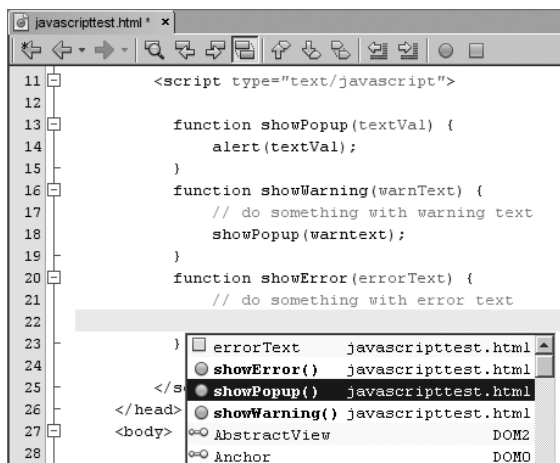 javascripttest.html * x
11 <script type="text/javascript">
12
13 function showPopup(textVal) {
14 alert(textVal);
15 }
16 function showWarning(warnText) {
17 // do something with warning text
18 showPopup(warntext);
19 }
20 function showError(errorText) {
21 // do something with error text
22
23 }
errorText javascripttest.html
24 showError() javascripttest.html
25 </s
showPopup() javascripttest.html
26 </head>
showWarning() javascripttest.html
27 <body>
AbstractView DOM2
28 Anchor DOM0